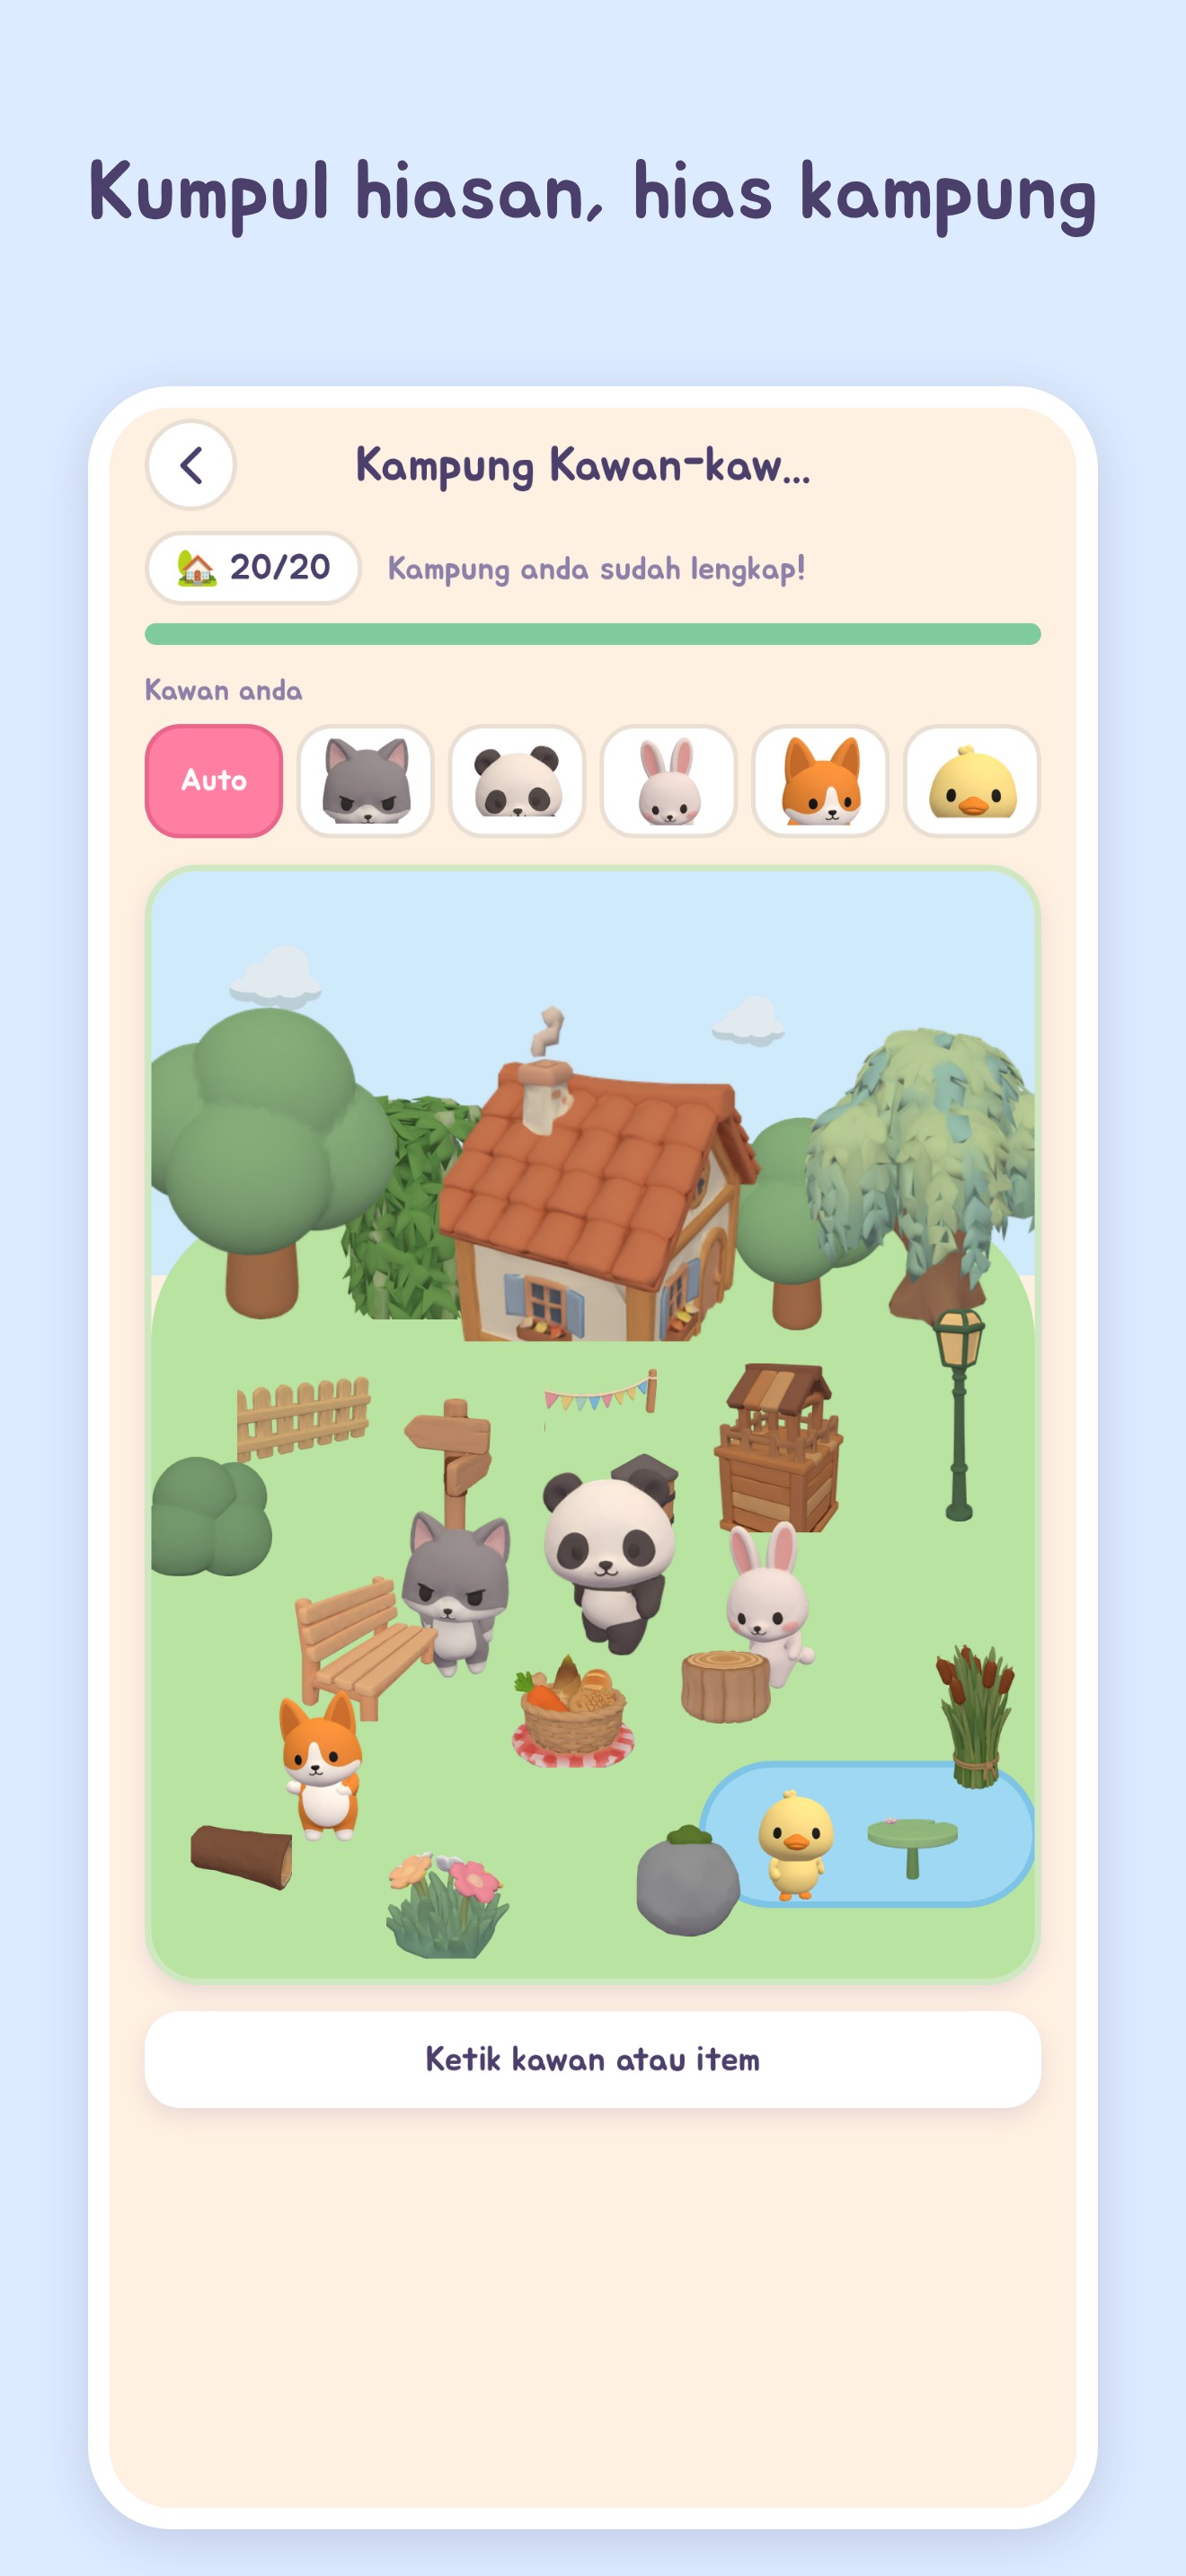 Kumpul hiasan, hias kampung
Kampung Kawan-kaw...
20/20
Kampung anda sudah lengkap!
Kawan anda
Auto
Ketik kawan atau item